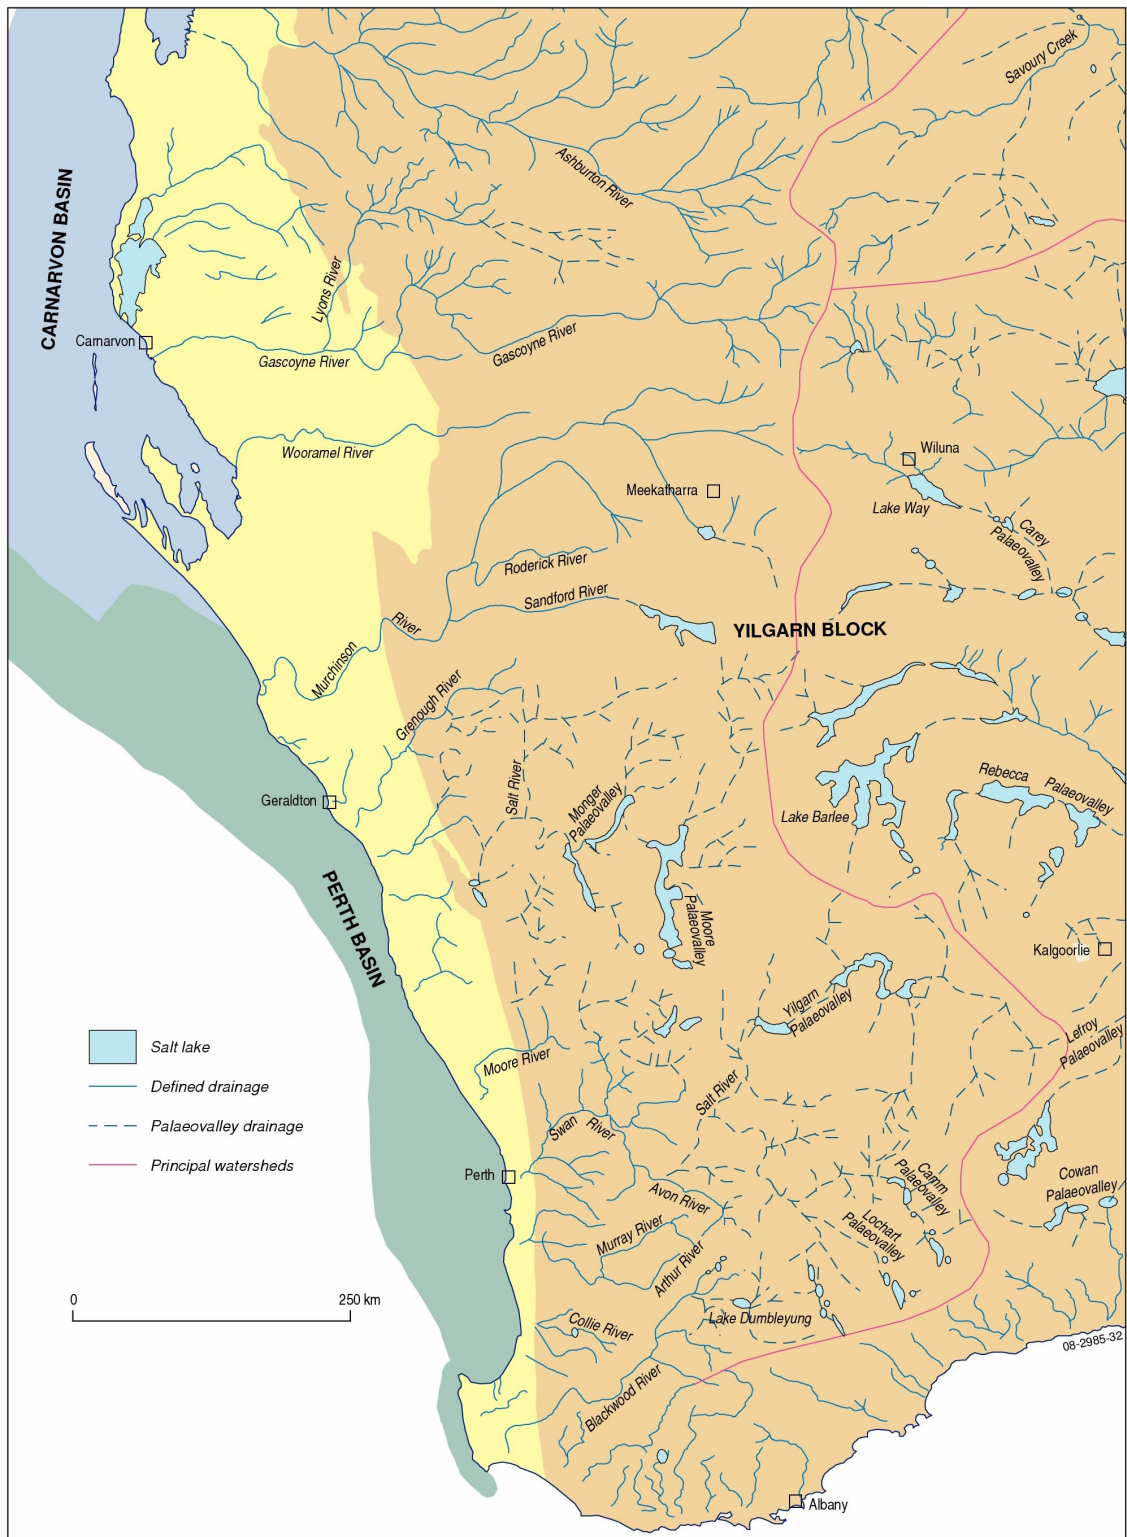 Savoury Creek
Ashburton River
CARNARVON BASIN
Lyons River
Carnarvon
Gascoyne River
Gascoyne River
Wooramel River
Wiluna
Meekatharra
Lake Way
Carey
Palaeovalley
Roderick River
Sandford River
YILGARN BLOCK
River
Murchinson
Grenough River
Salt River
Monger
Palaeovalley
Rebecca
Palaeovalley
Geraldton
Lake Barlee
PERTH BASIN
Moore
Palaeovalley
Kalgoorlie
Yilgarn
Palaeovalley
Lefroy
Palaeovalley
Salt lake
Defined drainage
Palaeovalley drainage
Principal watersheds
Moore River
Salt River
Swan
River
Perth
Camm
Palaeovalley
Cowan
Palaeovalley
Avon River
Lochart
Palaeovalley
Murray River
Arthur River
0
250 km
Lake Dumbleyung
Collie River
08-2985-32
Blackwood River
Albany